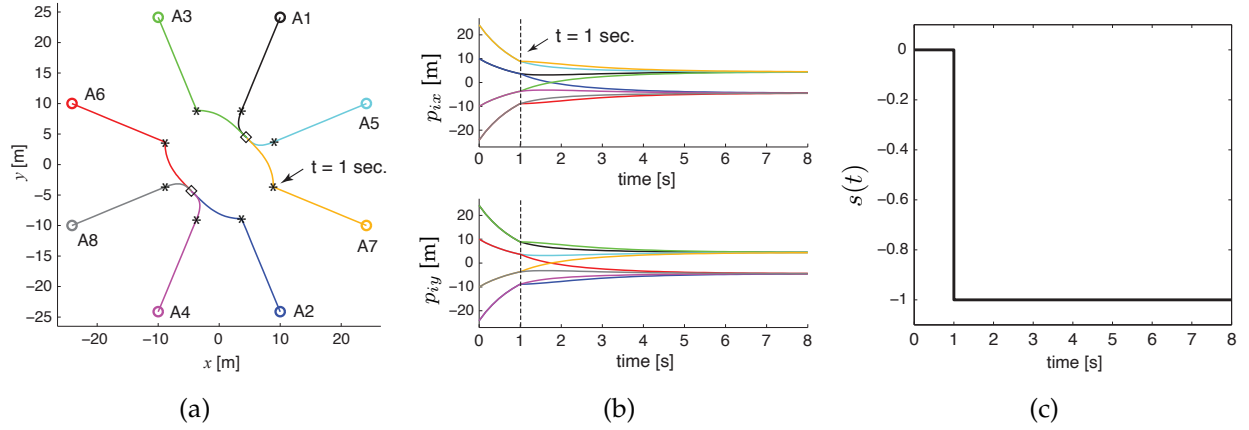 25
20
15
10
5
0
−5
−10
−15
−20
−25
y [m]
A3
A1
A6
A5
t = 1 sec.
A8
A7
A4
A2
−20
−10
0
10
20
x [m]
(a)
20
10
0
−10
−20
p_ix [m]
t = 1 sec.
0 1 2 3 4 5 6 7 8
time [s]
20
10
0
−10
−20
p_iy [m]
0 1 2 3 4 5 6 7 8
time [s]
(b)
0
−0.2
−0.4
−0.6
−0.8
−1
s(t)
0 1 2 3 4 5 6 7 8
time [s]
(c)